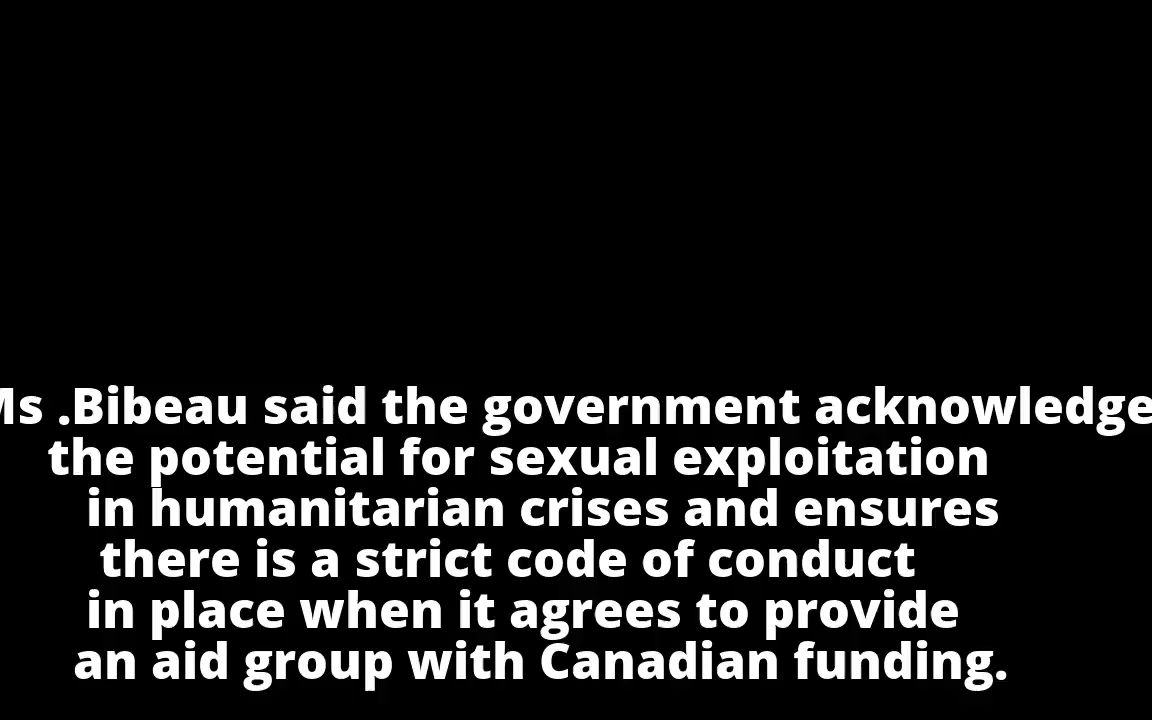 Ms .Bibeau said the government acknowledge
the potential for sexual exploitation
in humanitarian crises and ensures
there is a strict code of conduct
in place when it agrees to provide
an aid group with Canadian funding.